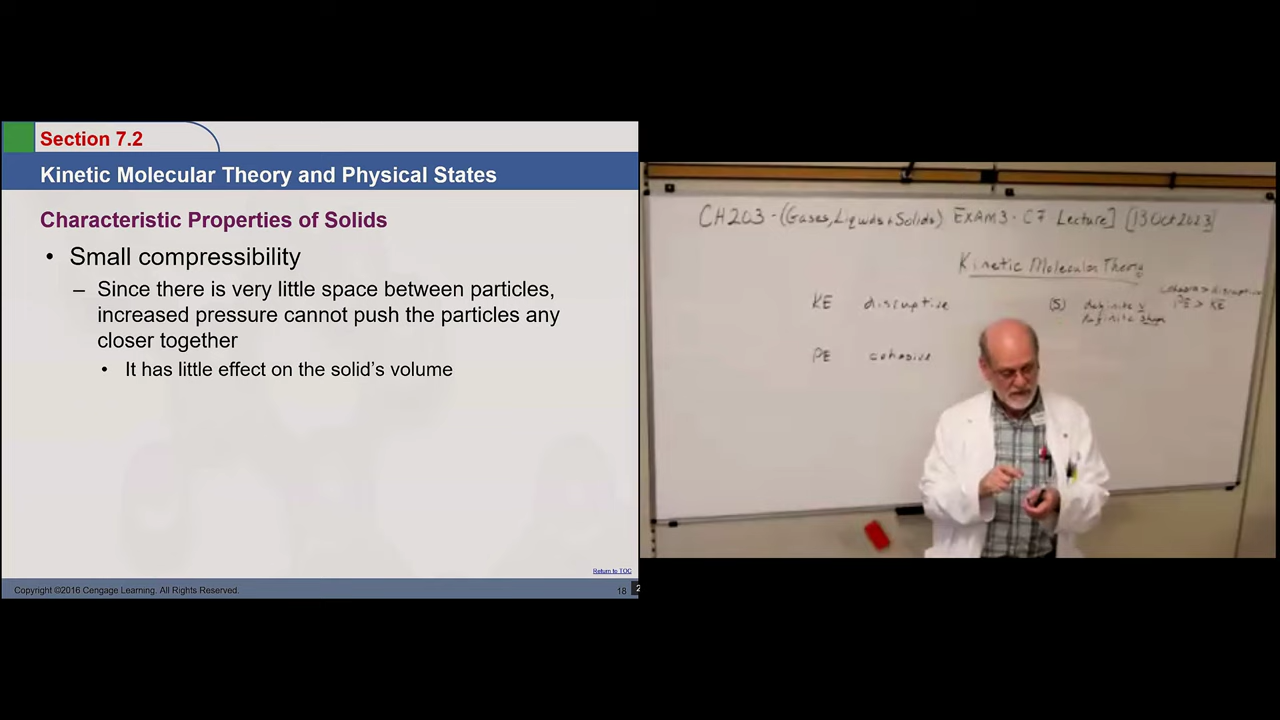 Section 7.2
Kinetic Molecular Theory and Physical States
Characteristic Properties of Solids
• Small compressibility
– Since there is very little space between particles,
increased pressure cannot push the particles any
closer together
• It has little effect on the solid's volume
Return to TOC
Copyright ©2016 Cengage Learning. All Rights Reserved.
18
2
CH203 - (Gases, Liquids + Solids) EXAM 3 - C7 Lecture] [13 Oct 2023]
Kinetic Molecular Theory
cohesive > disruptive
KE disruptive
(S) definite v PE > KE
definite shape
PE cohesive